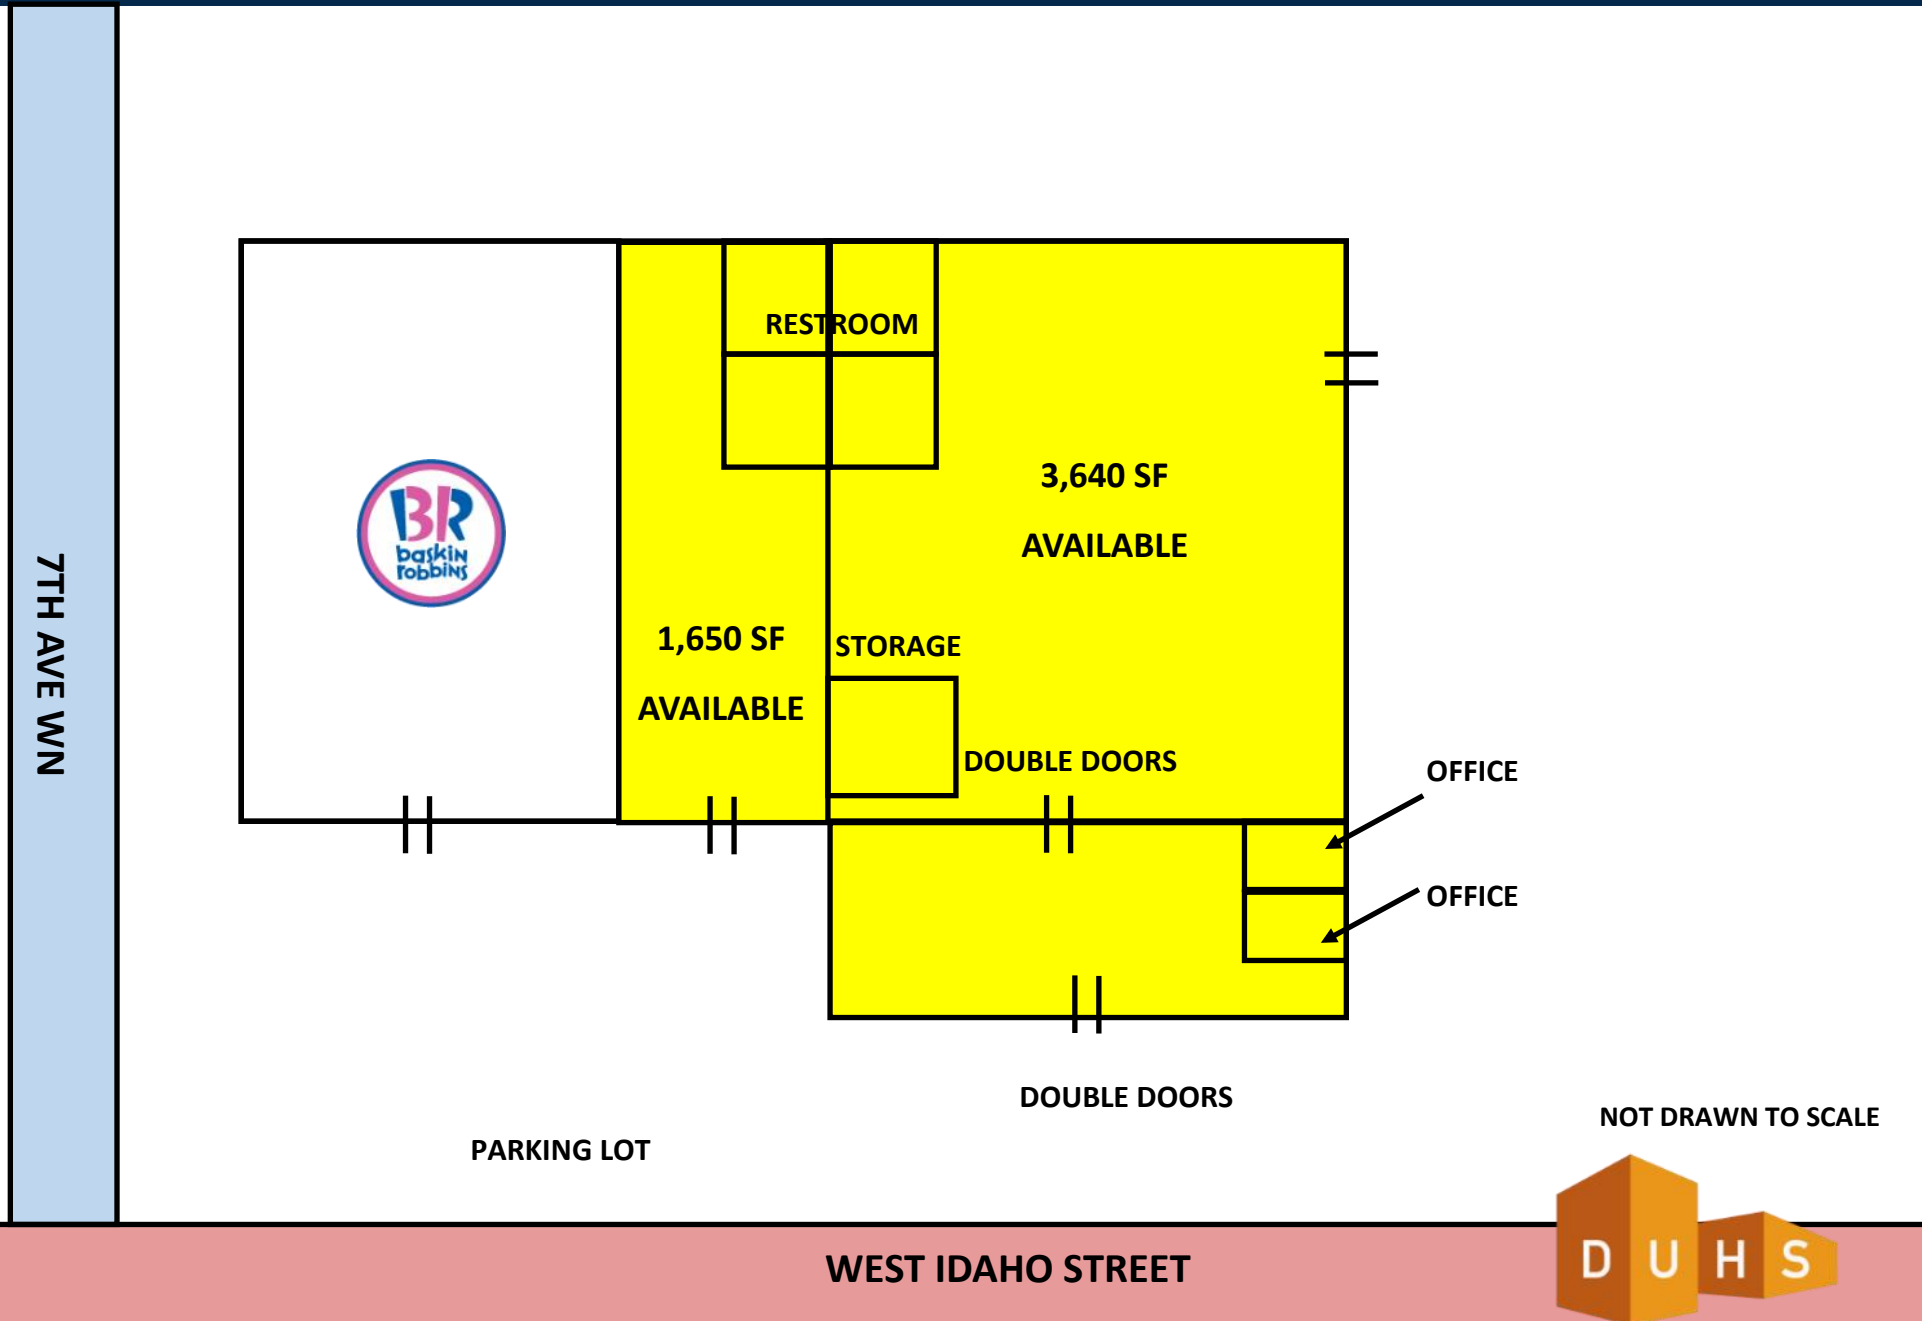 7TH AVE WN
RESTROOM
3,640 SF
AVAILABLE
BR
baskin
robbins
1,650 SF
AVAILABLE
STORAGE
DOUBLE DOORS
OFFICE
OFFICE
DOUBLE DOORS
NOT DRAWN TO SCALE
PARKING LOT
WEST IDAHO STREET
DUHS